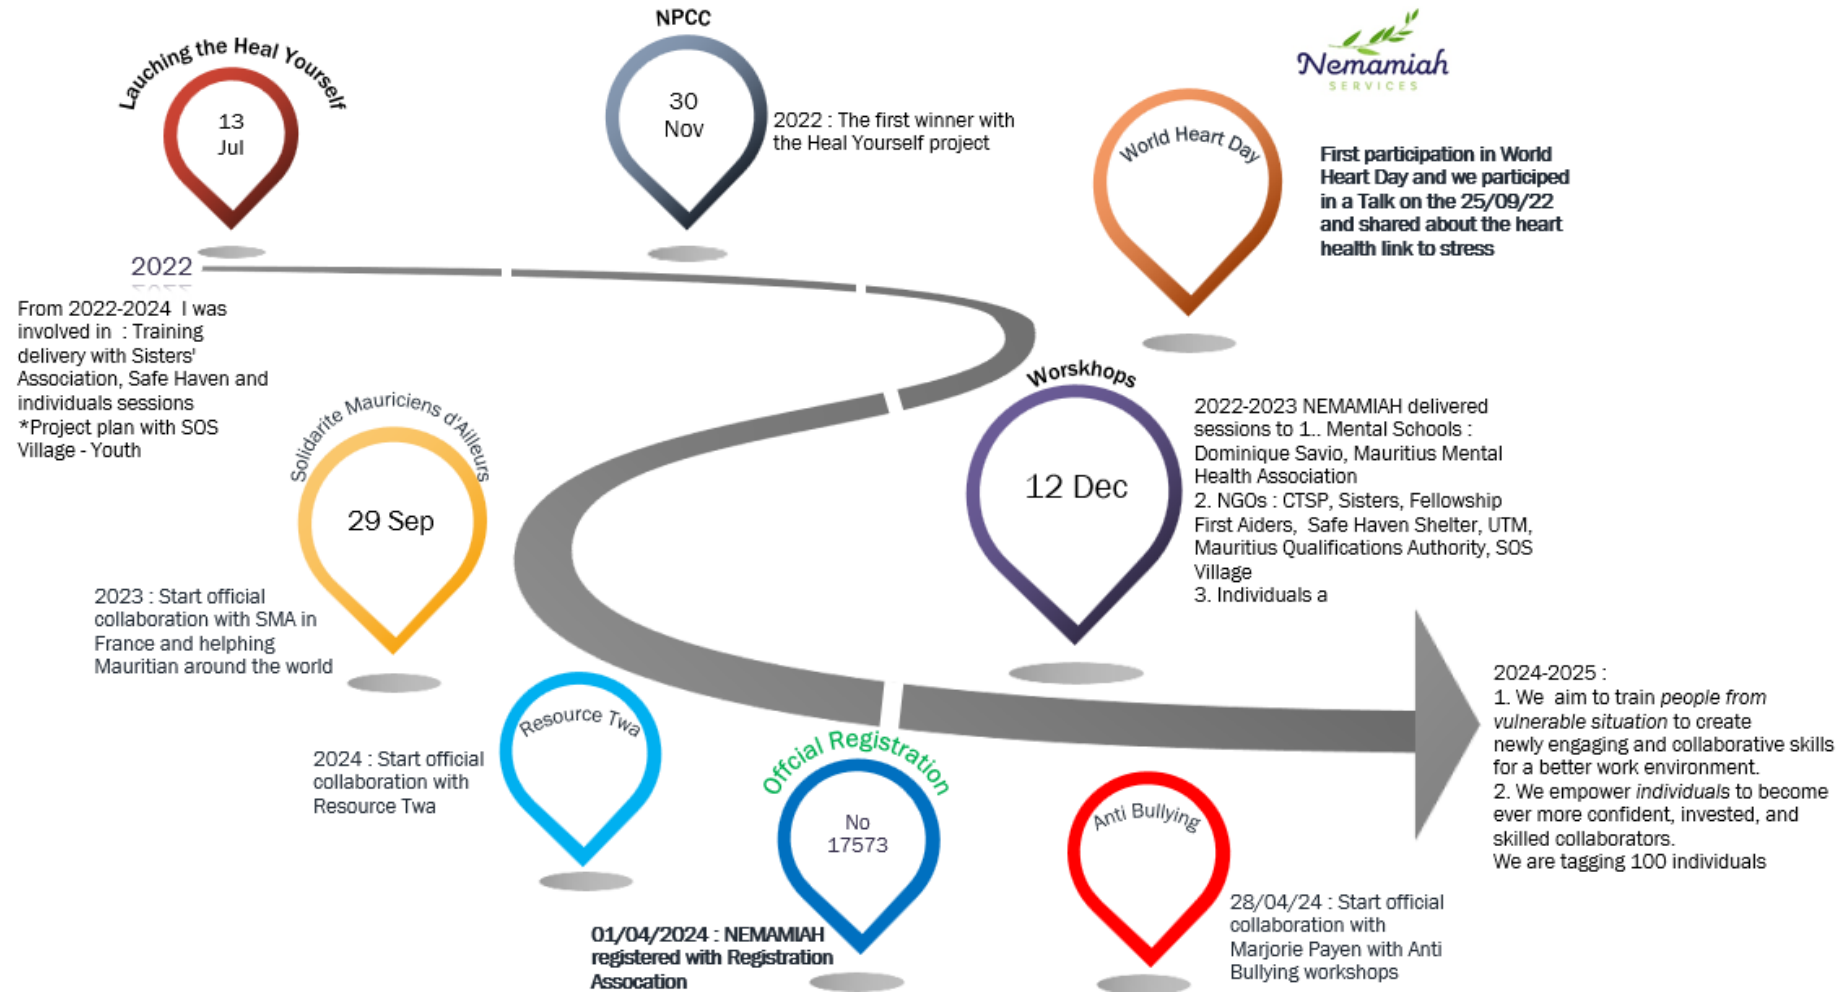 Lauching the Heal Yourself
13
Jul
NPCC
30
Nov
2022 : The first winner with
the Heal Yourself project
Nemamiah
SERVICES
World Heart Day
First participation in World
Heart Day and we participed
in a Talk on the 25/09/22
and shared about the heart
health link to stress
2022
From 2022-2024 I was
involved in : Training
delivery with Sisters'
Association, Safe Haven and
individuals sessions
*Project plan with SOS
Village - Youth
Solidarite Mauriciens d'Ailleurs
29 Sep
2023 : Start official
collaboration with SMA in
France and helphing
Mauritian around the world
Worskhops
12 Dec
2022-2023 NEMAMIAH delivered
sessions to 1.. Mental Schools :
Dominique Savio, Mauritius Mental
Health Association
2. NGOs : CTSP, Sisters, Fellowship
First Aiders, Safe Haven Shelter, UTM,
Mauritius Qualifications Authority, SOS
Village
3. Individuals a
Resource Twa
2024 : Start official
collaboration with
Resource Twa
Offcial Registration
No
17573
01/04/2024 : NEMAMIAH
registered with Registration
Assocation
Anti Bullying
28/04/24 : Start official
collaboration with
Marjorie Payen with Anti
Bullying workshops
2024-2025 :
1. We aim to train people from
vulnerable situation to create
newly engaging and collaborative skills
for a better work environment.
2. We empower individuals to become
ever more confident, invested, and
skilled collaborators.
We are tagging 100 individuals